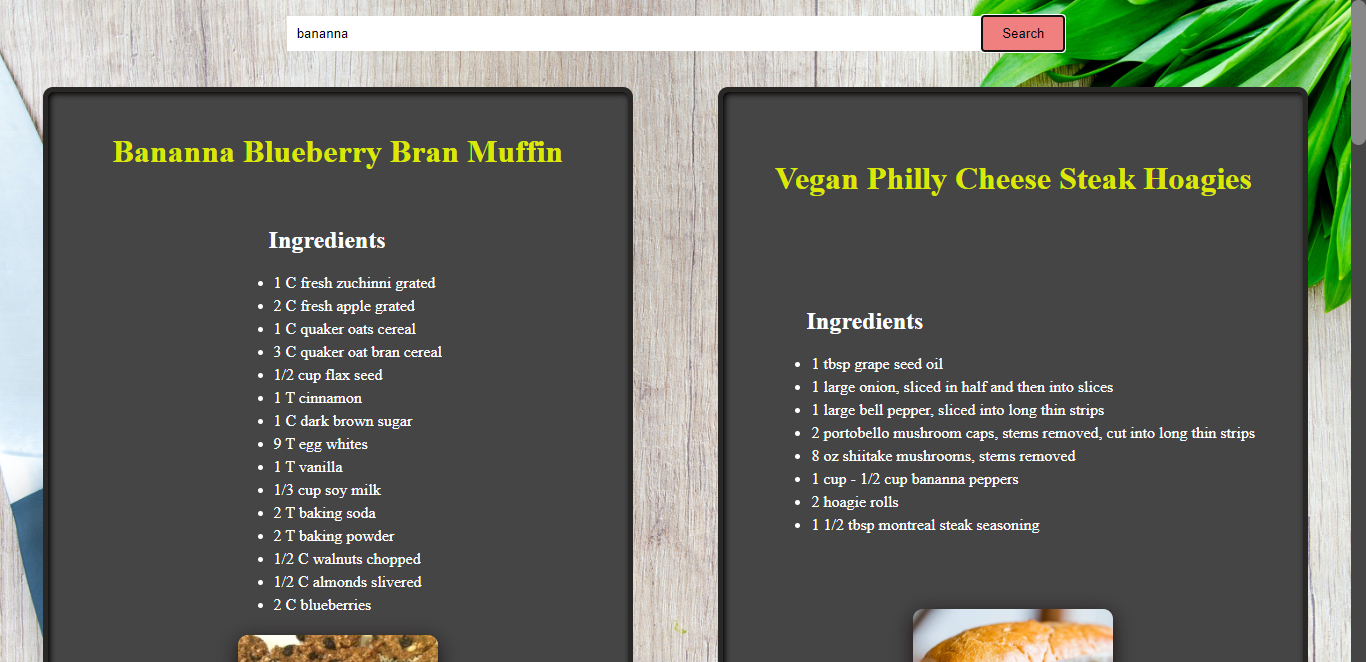 bananna
Search
Bananna Blueberry Bran Muffin
Ingredients
1 C fresh zuchinni grated
2 C fresh apple grated
1 C quaker oats cereal
3 C quaker oat bran cereal
1/2 cup flax seed
1 T cinnamon
1 C dark brown sugar
9 T egg whites
1 T vanilla
1/3 cup soy milk
2 T baking soda
2 T baking powder
1/2 C walnuts chopped
1/2 C almonds slivered
2 C blueberries
Vegan Philly Cheese Steak Hoagies
Ingredients
1 tbsp grape seed oil
1 large onion, sliced in half and then into slices
1 large bell pepper, sliced into long thin strips
2 portobello mushroom caps, stems removed, cut into long thin strips
8 oz shiitake mushrooms, stems removed
1 cup - 1/2 cup bananna peppers
2 hoagie rolls
1 1/2 tbsp montreal steak seasoning